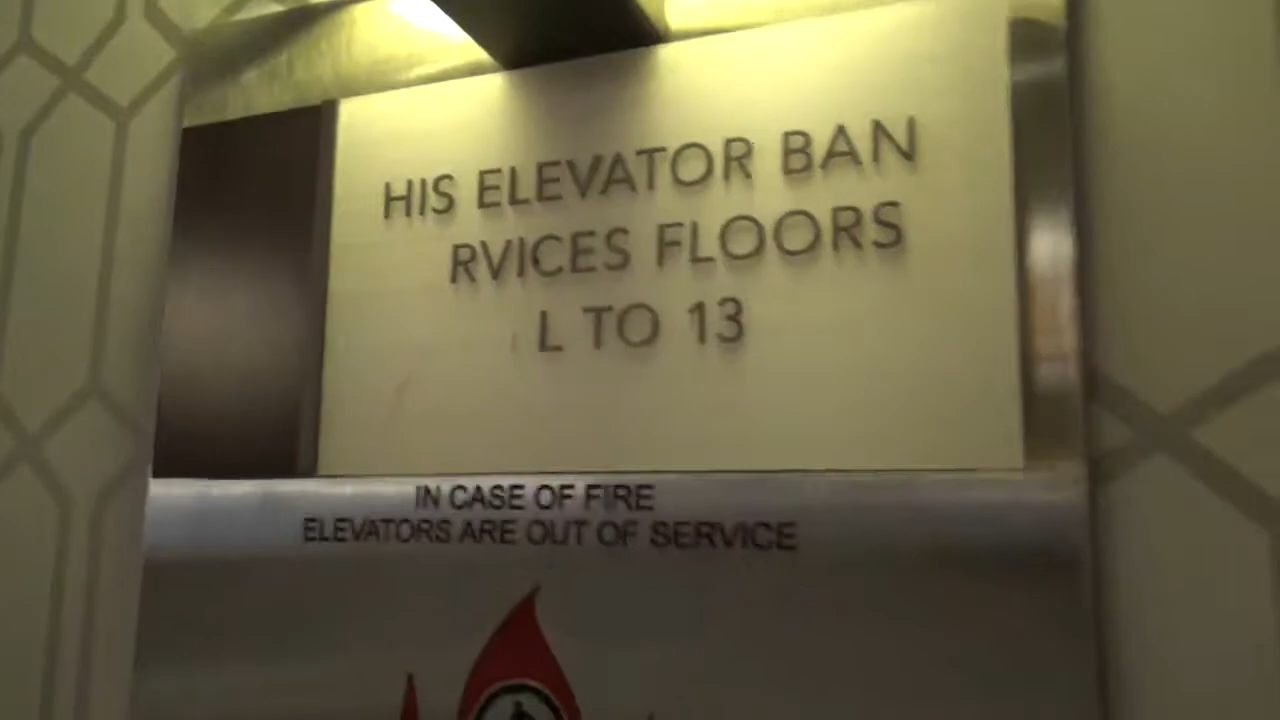 HIS ELEVATOR BAN
RVICES FLOORS
L TO 13
IN CASE OF FIRE
ELEVATORS ARE OUT OF SERVICE